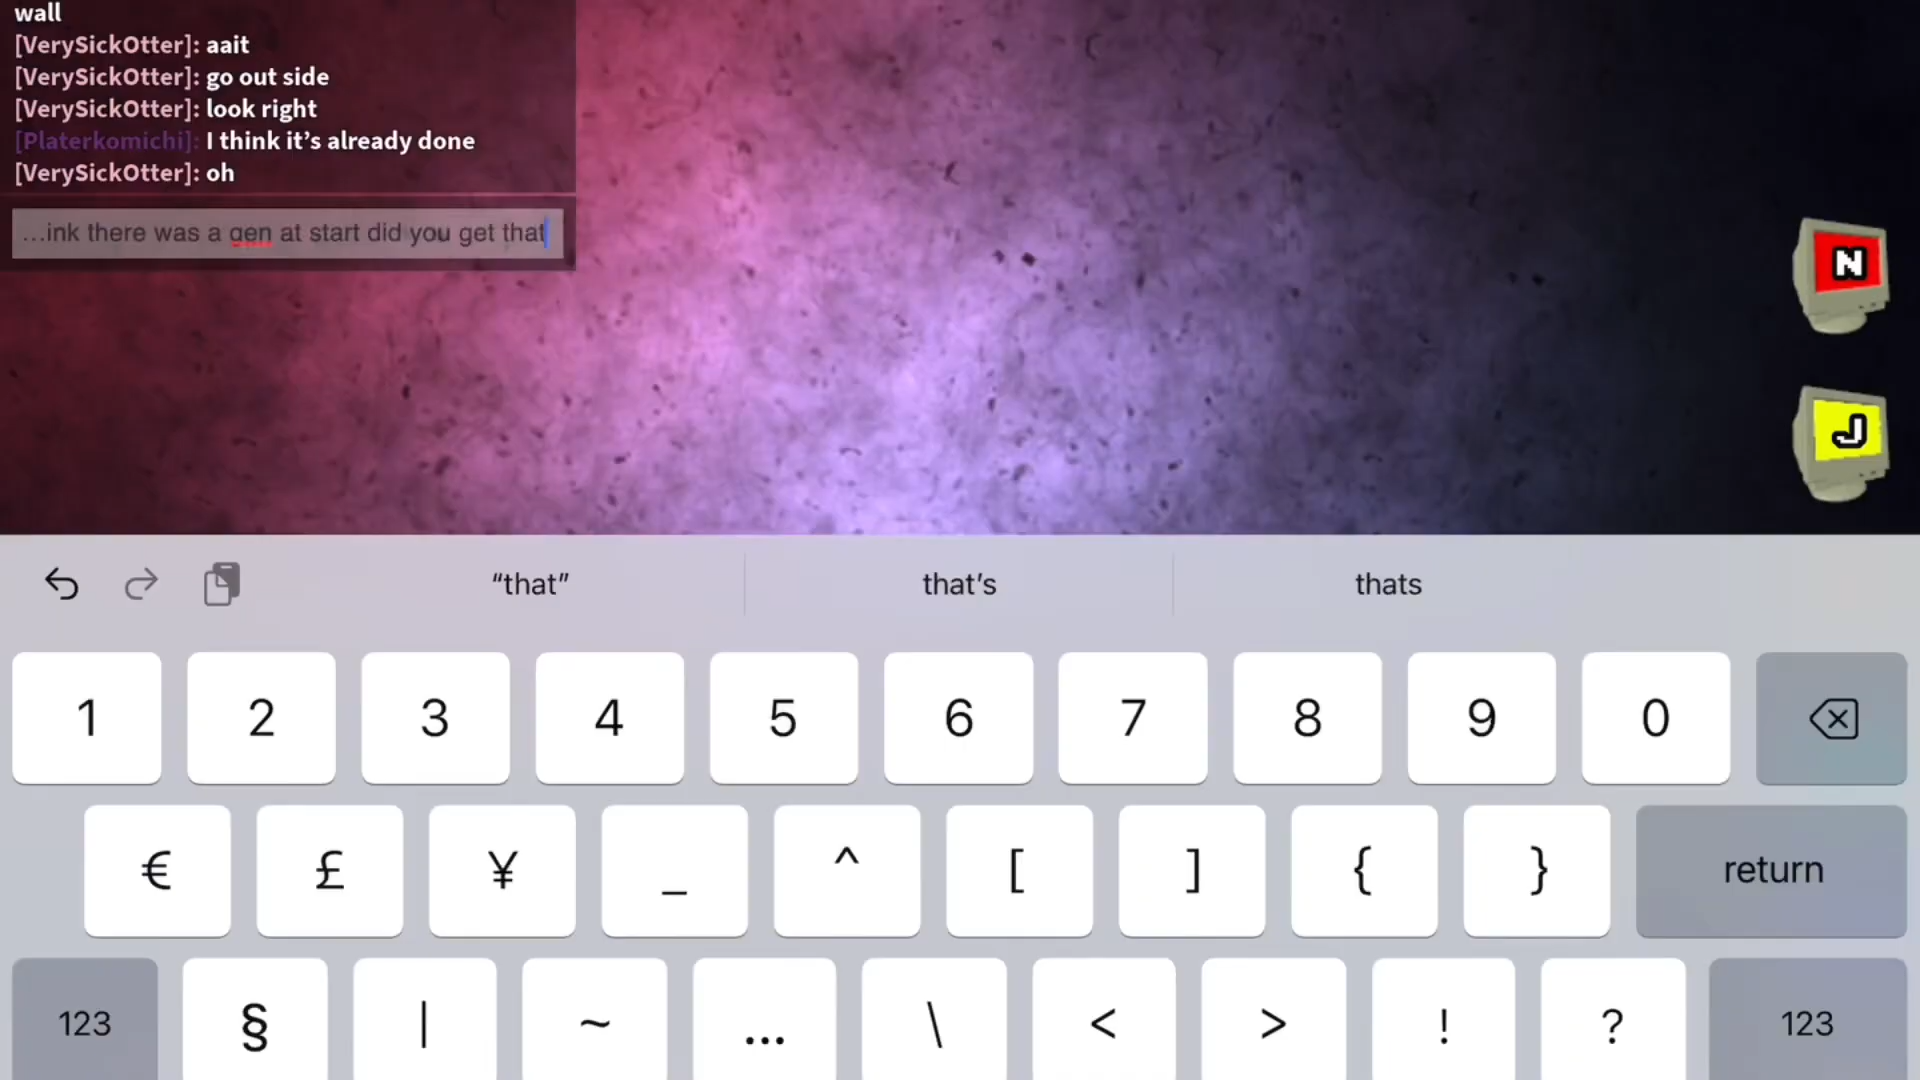 wall
[VerySickOtter]: aait
[VerySickOtter]: go out side
[VerySickOtter]: look right
[Platerkomichi]: I think it’s already done
[VerySickOtter]: oh
...ink there was a gen at start did you get that
N
J
“that” that’s thats
1 2 3 4 5 6 7 8 9 0
€ £ ¥ _ ^ [ ] { } return
123 § | ~ … \ < > ! ? 123